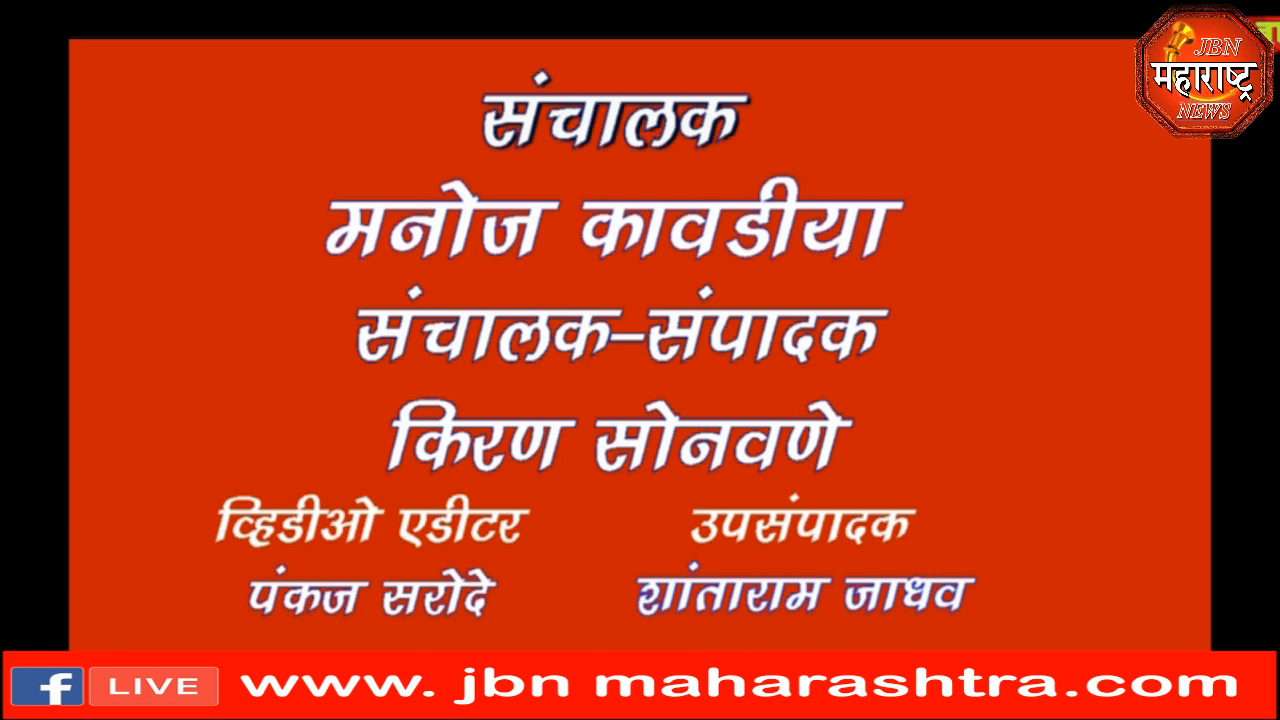 JBN
महाराष्ट्र
NEWS
संचालक
मनोज कावडीया
संचालक-संपादक
किरण सोनवणे
व्हिडीओ एडीटर उपसंपादक
पंकज सरोदे शांताराम जाधव
f LIVE www. jbn maharashtra.com